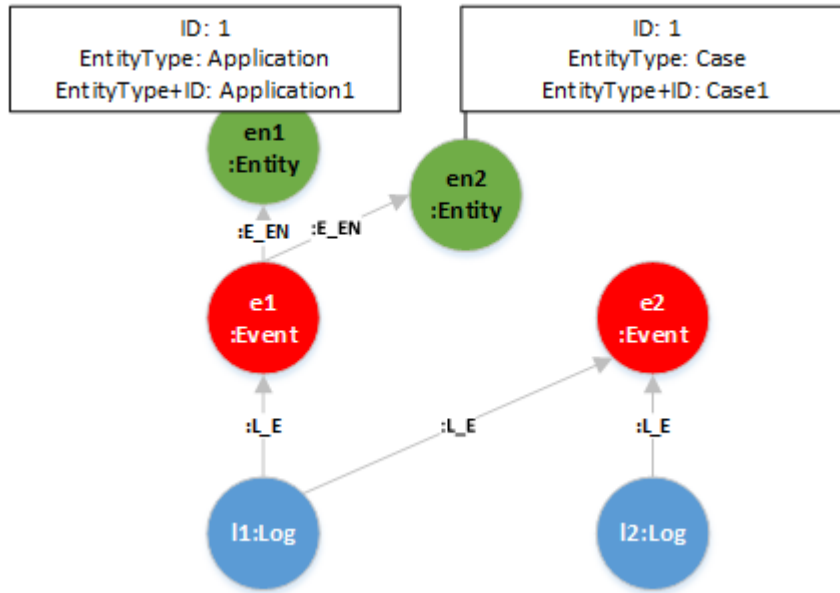 ID: 1
EntityType: Application
EntityType+ID: Application1
ID: 1
EntityType: Case
EntityType+ID: Case1
en1
:Entity
en2
:Entity
:E_EN
:E_EN
e1
:Event
e2
:Event
:L_E
:L_E
:L_E
l1:Log
l2:Log